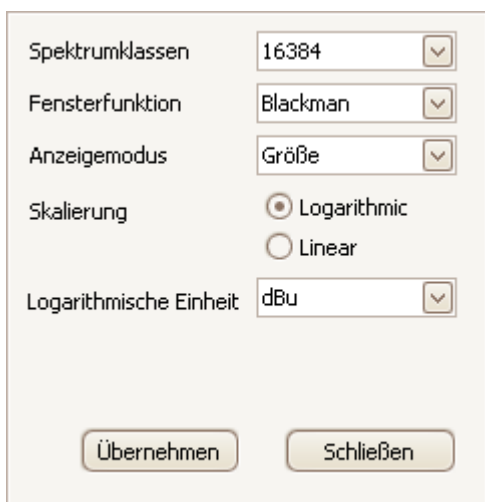 Spektrumklassen 16384
Fensterfunktion Blackman
Anzeigemodus Größe
Skalierung Logarithmic
Linear
Logarithmische Einheit dBu
Übernehmen Schließen